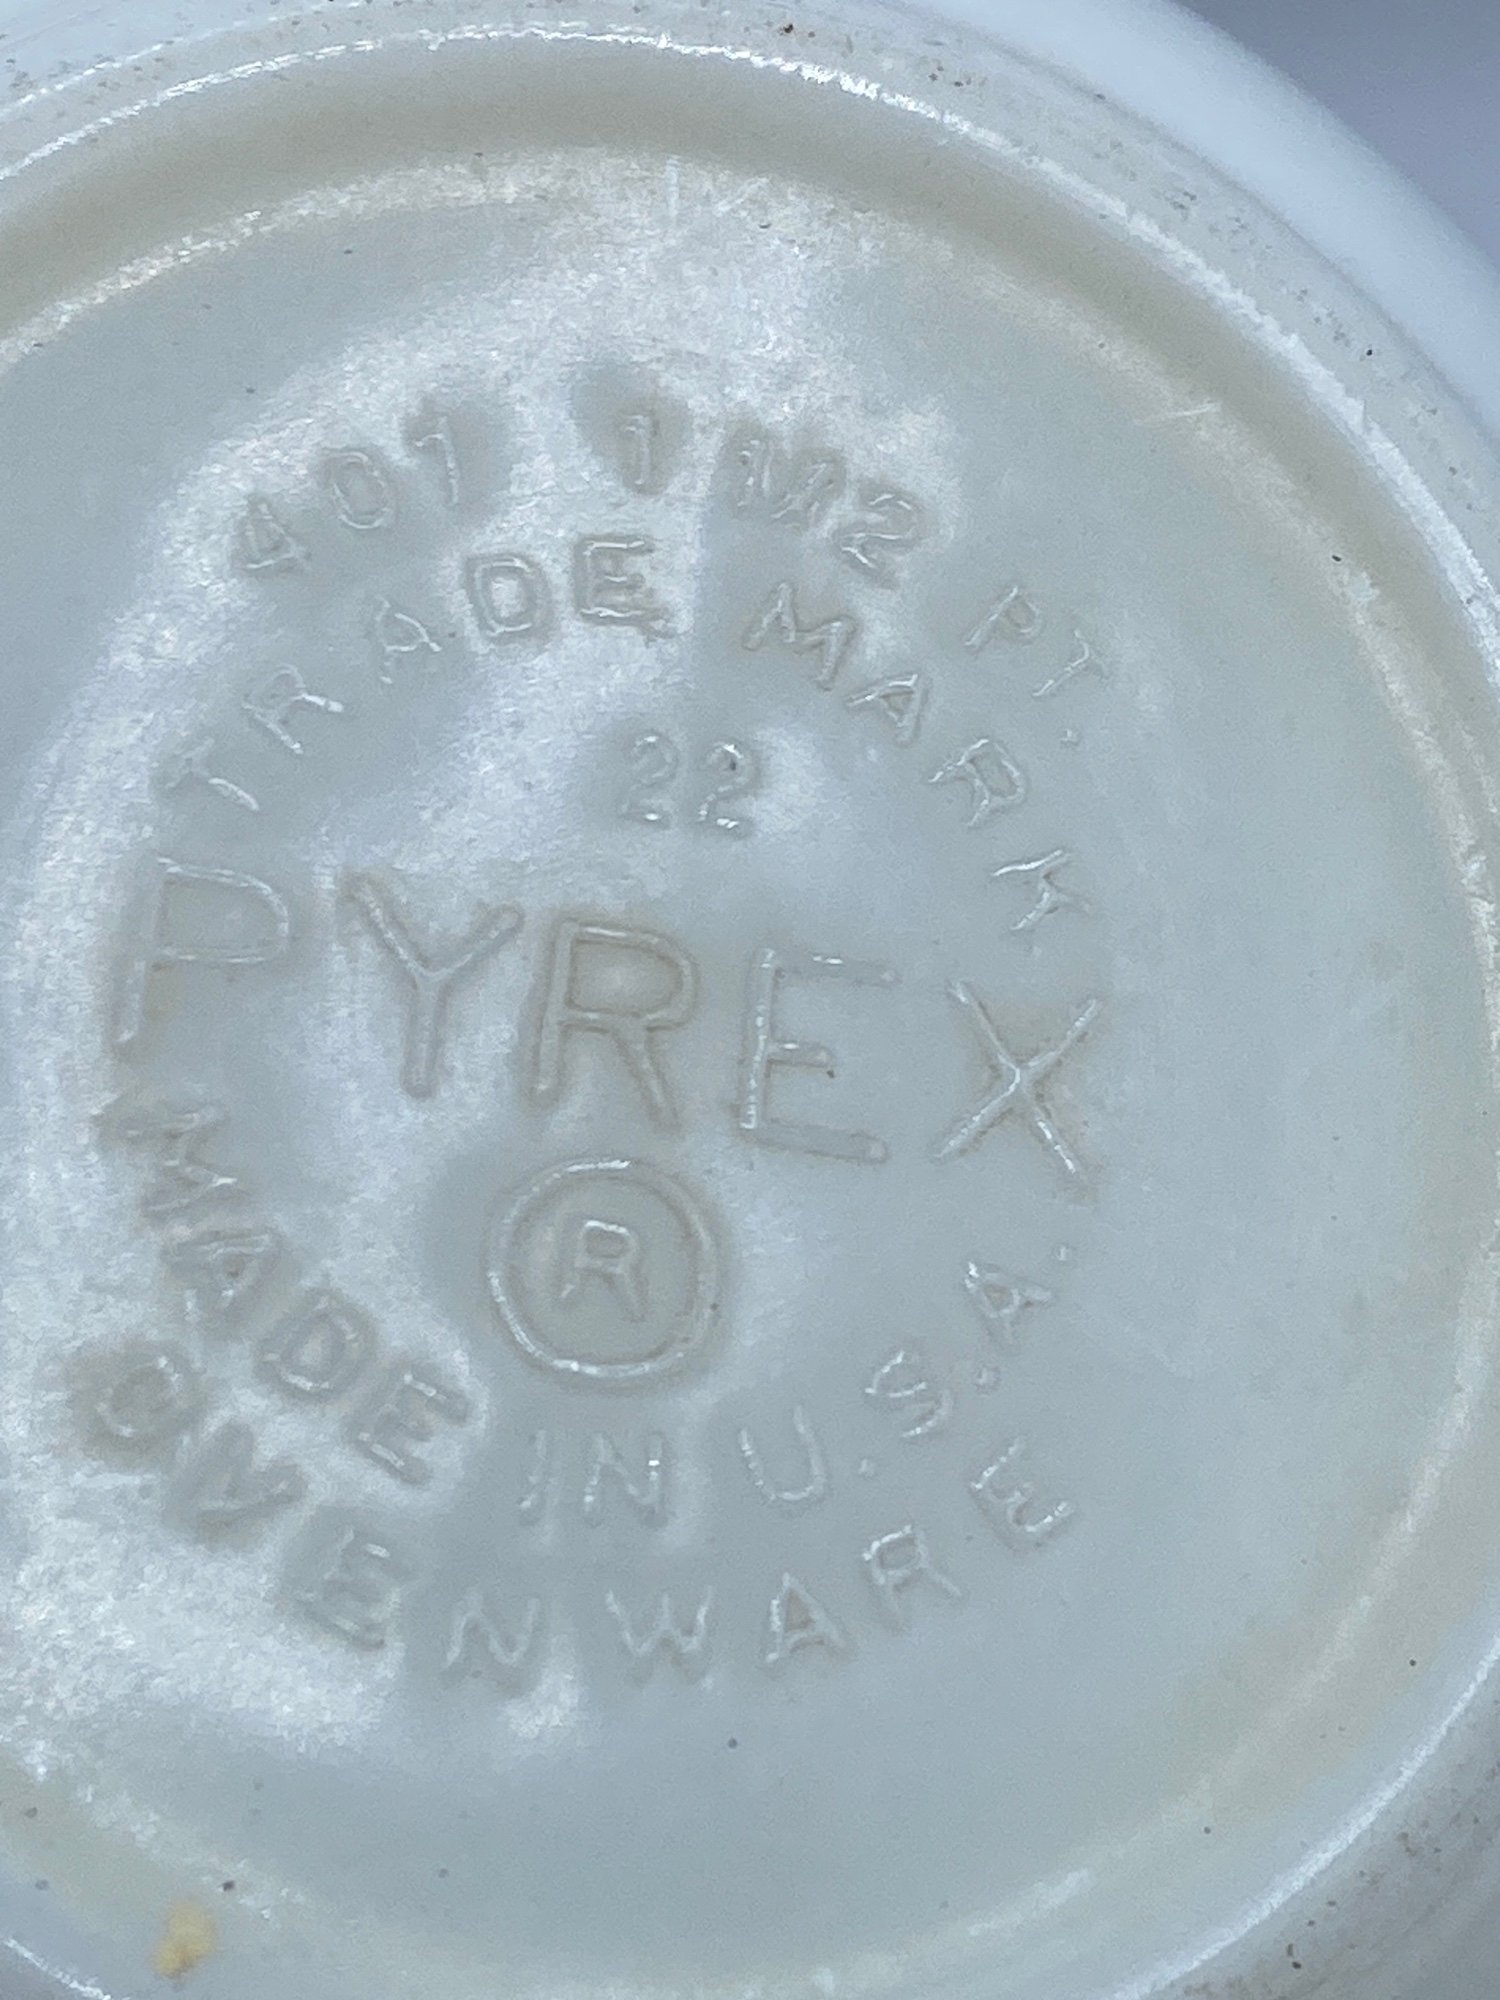 401 1 1/2 PT.
TRADE MARK
22
PYREX
®
MADE IN U.S.A.
OVENWARE